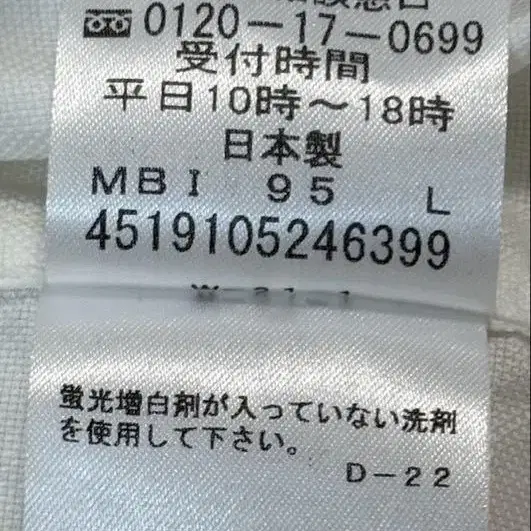 0120-17-0699
受付時間
平日10時～18時
日本製
MBI 95 L
4519105246399
蛍光増白剤が入っていない洗剤
を使用して下さい。
D-22